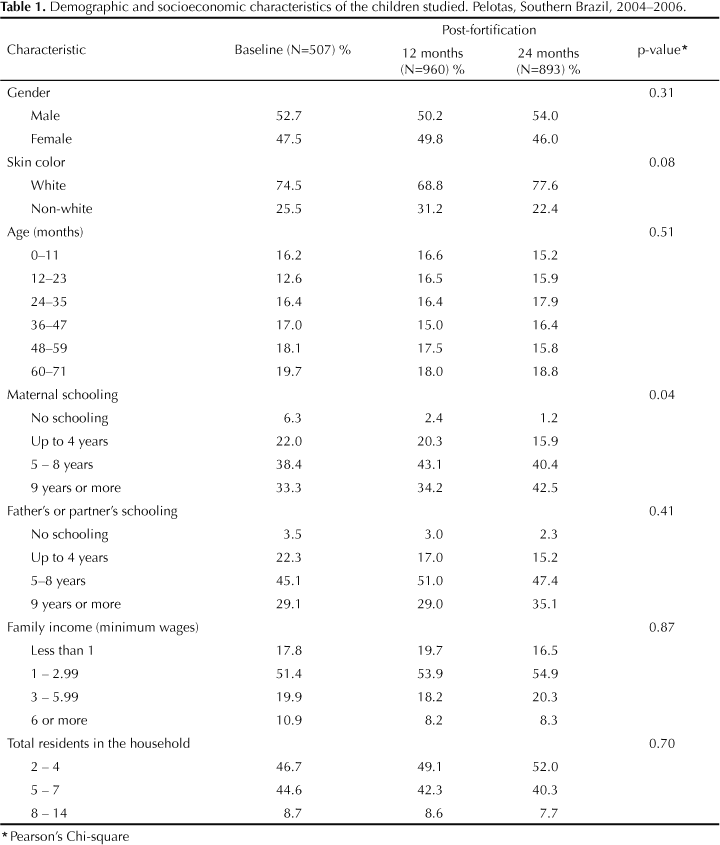 Table 1. Demographic and socioeconomic characteristics of the children studied. Pelotas, Southern Brazil, 2004–2006.
Characteristic Baseline (N=507) % Post-fortification p-value*
12 months (N=960) % 24 months (N=893) %
Gender 0.31
Male 52.7 50.2 54.0
Female 47.5 49.8 46.0
Skin color 0.08
White 74.5 68.8 77.6
Non-white 25.5 31.2 22.4
Age (months) 0.51
0–11 16.2 16.6 15.2
12–23 12.6 16.5 15.9
24–35 16.4 16.4 17.9
36–47 17.0 15.0 16.4
48–59 18.1 17.5 15.8
60–71 19.7 18.0 18.8
Maternal schooling 0.04
No schooling 6.3 2.4 1.2
Up to 4 years 22.0 20.3 15.9
5 – 8 years 38.4 43.1 40.4
9 years or more 33.3 34.2 42.5
Father's or partner's schooling 0.41
No schooling 3.5 3.0 2.3
Up to 4 years 22.3 17.0 15.2
5–8 years 45.1 51.0 47.4
9 years or more 29.1 29.0 35.1
Family income (minimum wages) 0.87
Less than 1 17.8 19.7 16.5
1 – 2.99 51.4 53.9 54.9
3 – 5.99 19.9 18.2 20.3
6 or more 10.9 8.2 8.3
Total residents in the household 0.70
2 – 4 46.7 49.1 52.0
5 – 7 44.6 42.3 40.3
8 – 14 8.7 8.6 7.7
* Pearson's Chi-square